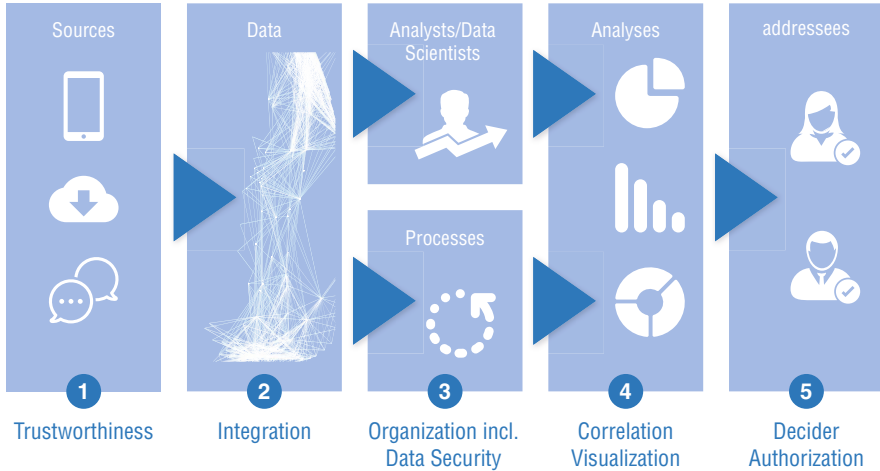 Sources
Data
Analysts/Data
Scientists
Analyses
addressees
Processes
1
2
3
4
5
Trustworthiness
Integration
Organization incl.
Data Security
Correlation
Visualization
Decider
Authorization